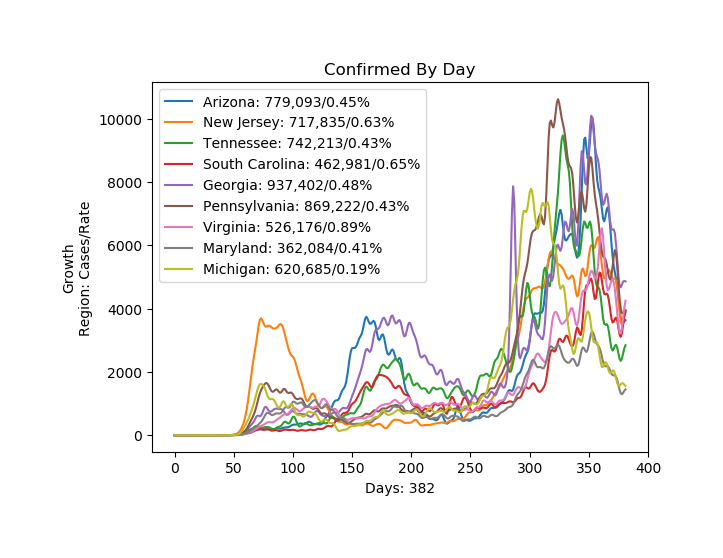 Confirmed By Day
Growth
Region: Cases/Rate
10000
8000
6000
4000
2000
0
Arizona: 779,093/0.45%
New Jersey: 717,835/0.63%
Tennessee: 742,213/0.43%
South Carolina: 462,981/0.65%
Georgia: 937,402/0.48%
Pennsylvania: 869,222/0.43%
Virginia: 526,176/0.89%
Maryland: 362,084/0.41%
Michigan: 620,685/0.19%
0 50 100 150 200 250 300 350 400
Days: 382